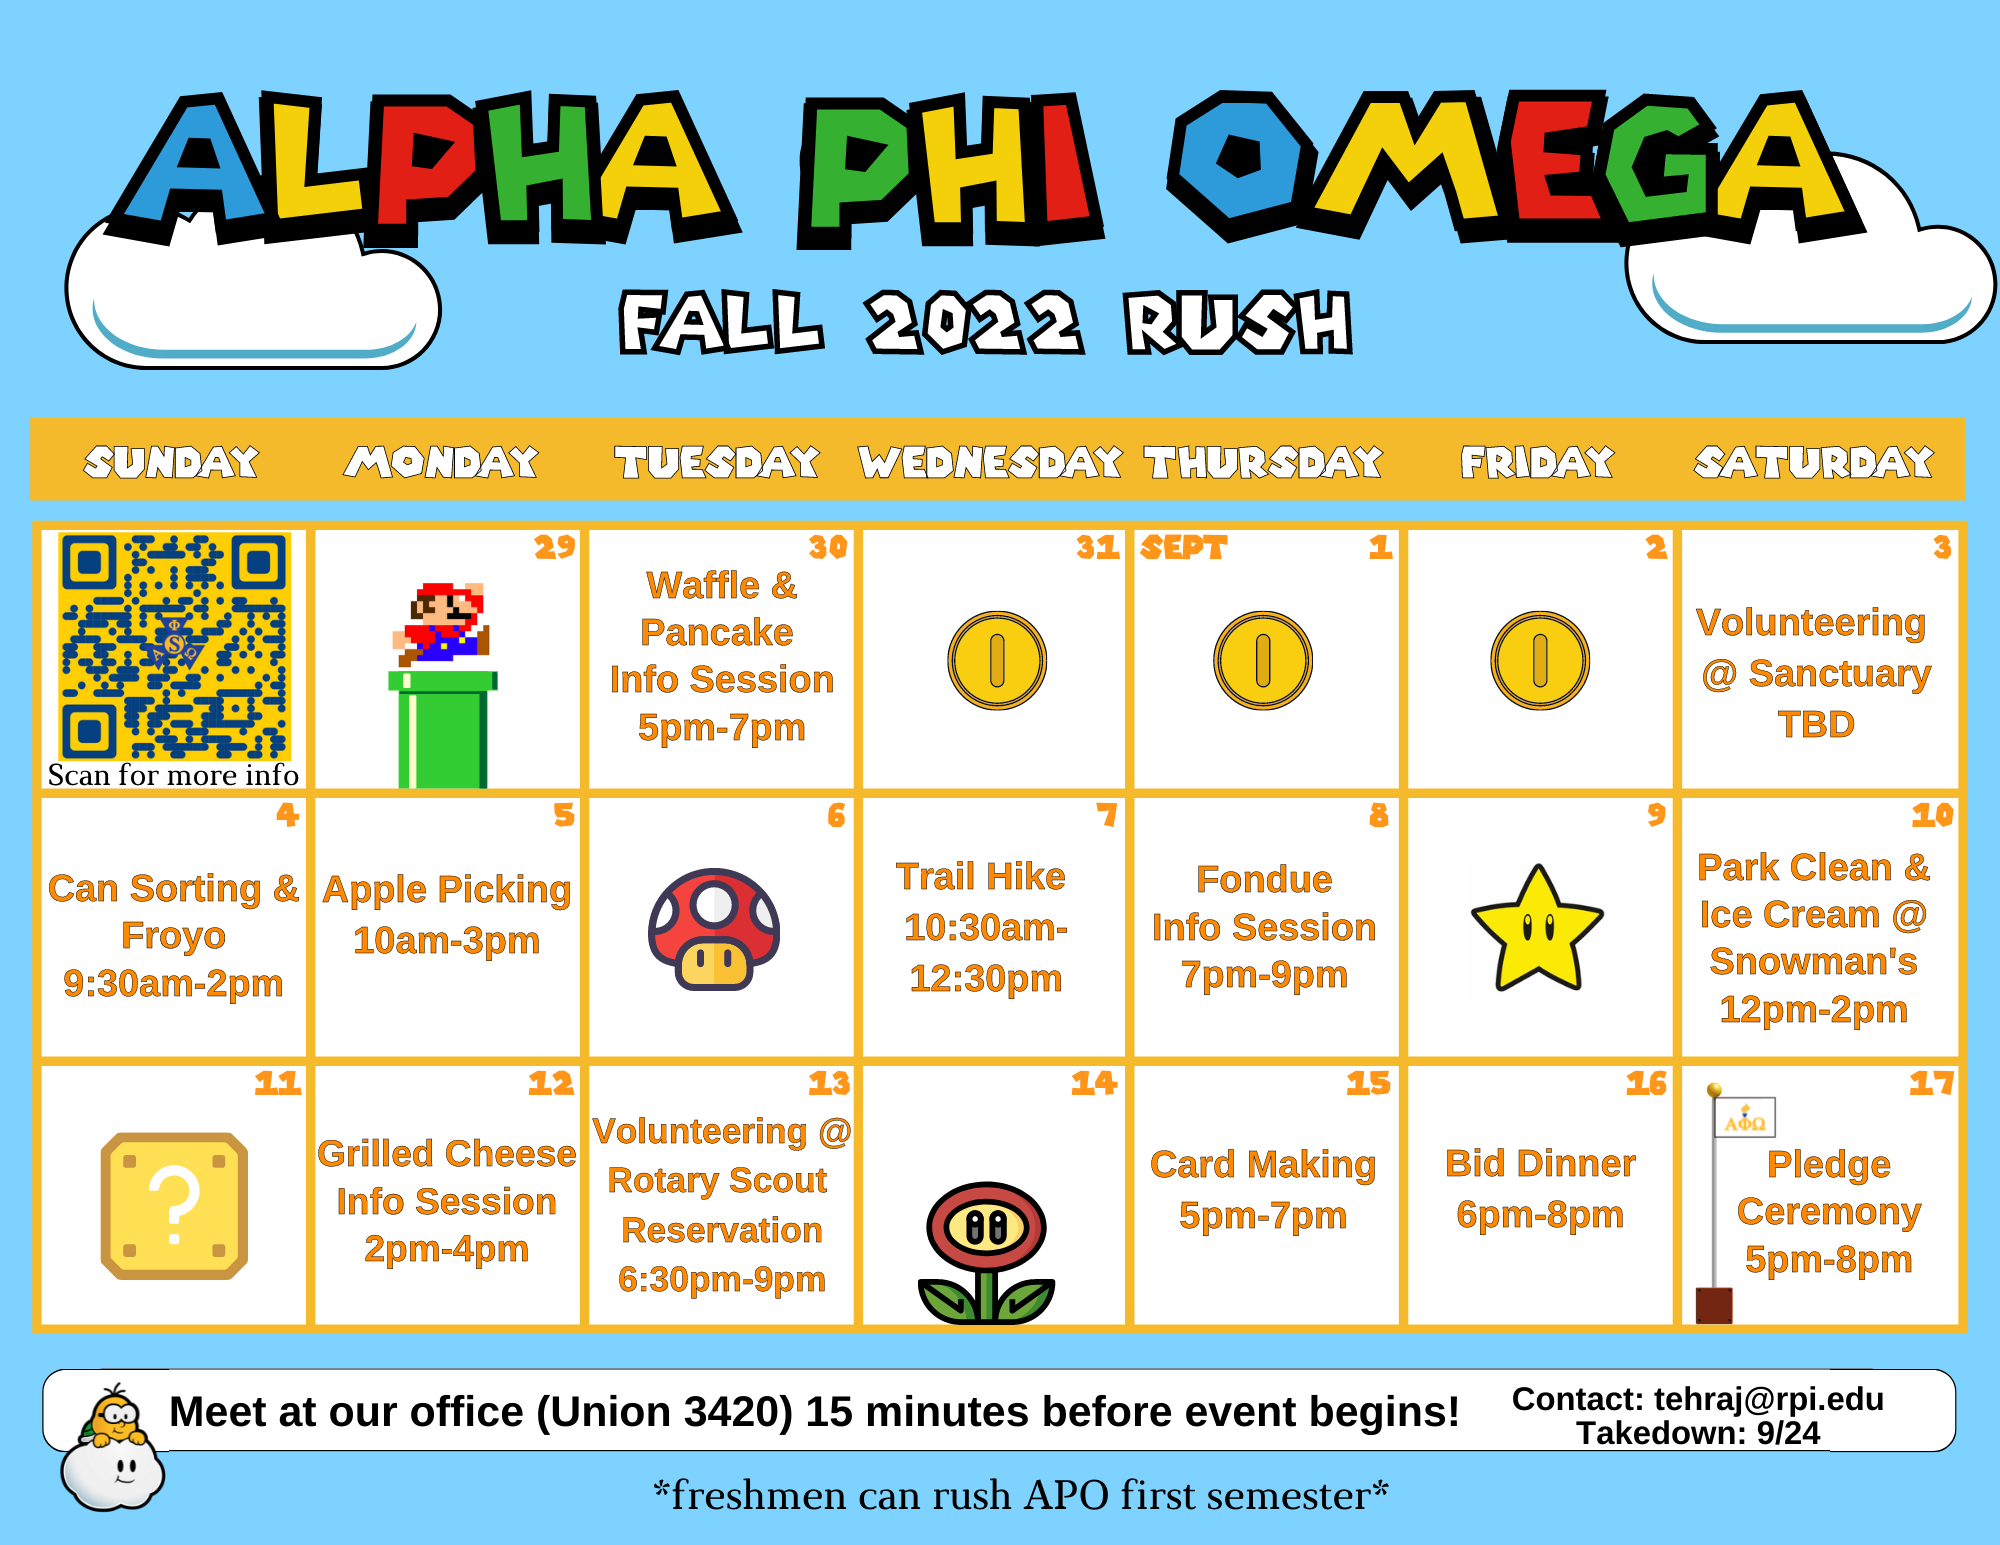 ALPHA PHI OMEGA
FALL 2022 RUSH
SUNDAY MONDAY TUESDAY WEDNESDAY THURSDAY FRIDAY SATURDAY
Φ
S
A Ω
Scan for more info
29
30
Waffle &
Pancake
Info Session
5pm-7pm
31
SEPT 1
2
3
Volunteering
@ Sanctuary
TBD
4
Can Sorting &
Froyo
9:30am-2pm
5
Apple Picking
10am-3pm
6
7
Trail Hike
10:30am-
12:30pm
8
Fondue
Info Session
7pm-9pm
9
10
Park Clean &
Ice Cream @
Snowman's
12pm-2pm
11
?
12
Grilled Cheese
Info Session
2pm-4pm
13
Volunteering @
Rotary Scout
Reservation
6:30pm-9pm
14
15
Card Making
5pm-7pm
16
Bid Dinner
6pm-8pm
17
ΑΦΩ
Pledge
Ceremony
5pm-8pm
Meet at our office (Union 3420) 15 minutes before event begins!
Contact: tehraj@rpi.edu
Takedown: 9/24
*freshmen can rush APO first semester*